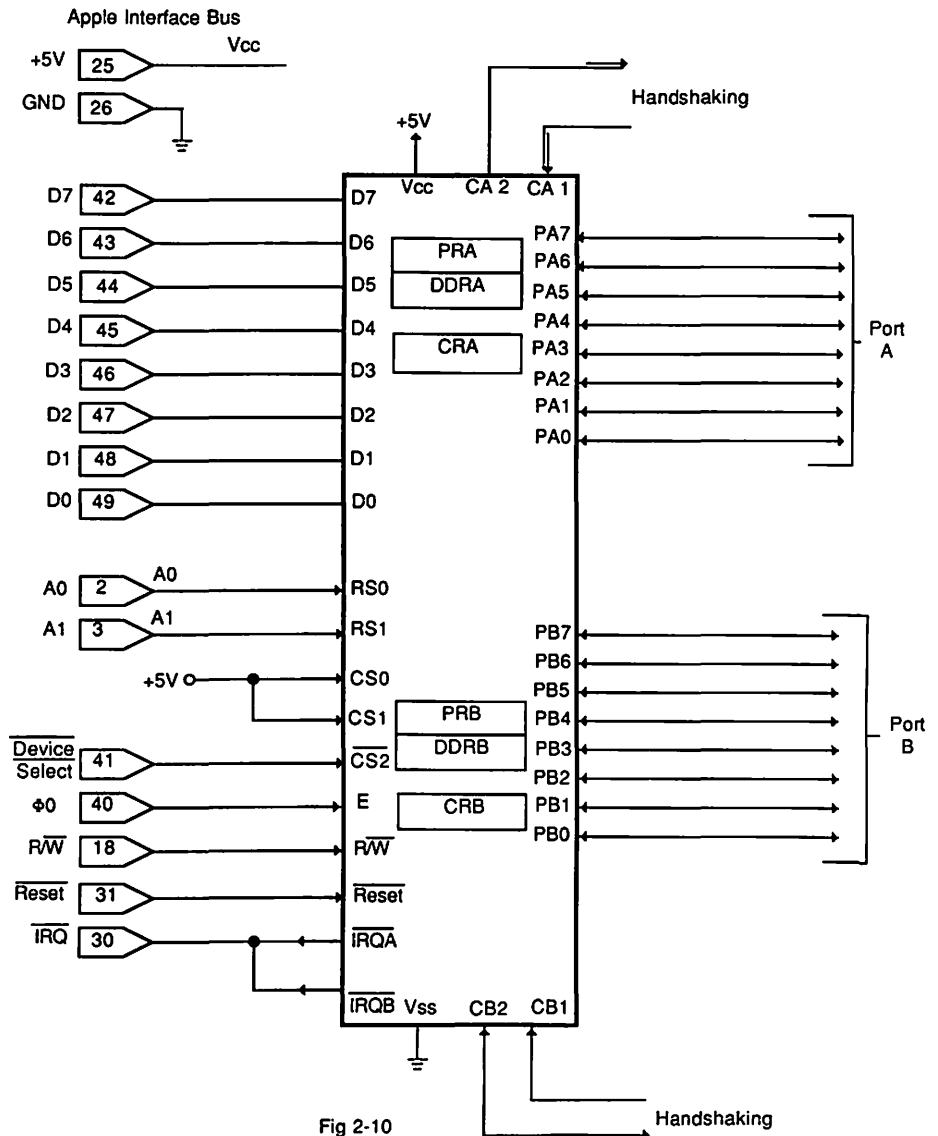 Apple Interface Bus
+5V 25 Vcc
GND 26
+5V
Handshaking
Vcc CA 2 CA 1
D7 42 D7
D6 43 D6
D5 44 D5
D4 45 D4
D3 46 D3
D2 47 D2
D1 48 D1
D0 49 D0
PRA
DDRA
CRA
PA7
PA6
PA5
PA4
PA3
PA2
PA1
PA0
Port
A
A0 2 A0 RS0
A1 3 A1 RS1
+5V CS0
CS1
Device
Select 41 CS2
Φ0 40 E
R/W 18 R/W
Reset 31 Reset
IRQ 30 IRQA
IRQB
PRB
DDRB
CRB
PB7
PB6
PB5
PB4
PB3
PB2
PB1
PB0
Port
B
Vss CB2 CB1
Handshaking
Fig 2-10